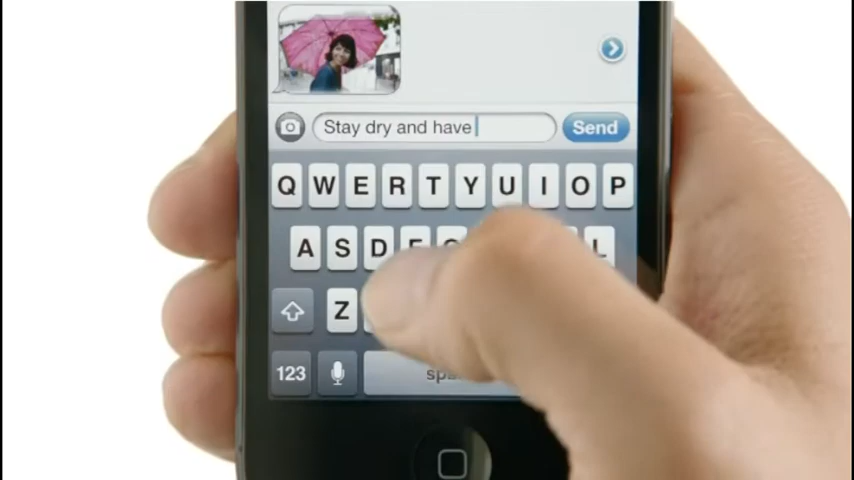 Stay dry and have
Send
Q W E R T Y U I O P
A S D F G L
Z
123